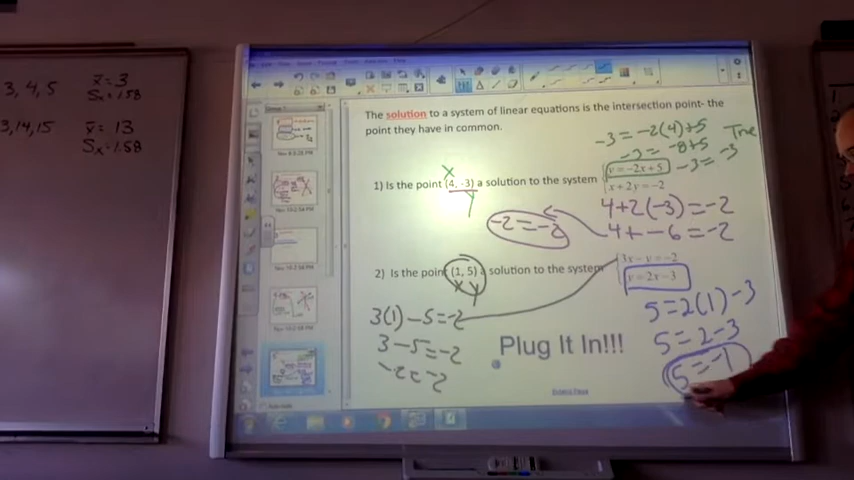 3, 4, 5
x̄ = 3
Sx = 1.58
3, 14, 15
x̄ = 13
Sx = 1.58
The solution to a system of linear equations is the intersection point- the
point they have in common.
-3 = -2(4)+5
True
-3 = -8+5
-3 = -3
X
1) Is the point (4, -3) a solution to the system
y = -2x + 5
x + 2y = -2
y
4+2(-3) = -2
-2 = -2
4+ -6 = -2
2) Is the point (1, 5) a solution to the system
3x - y = -2
y = 2x - 3
x y
3(1) - 5 = -2
5 = 2(1) - 3
3 - 5 = -2
5 = 2 - 3
-2 = -2
5 = -1
Plug It In!!!